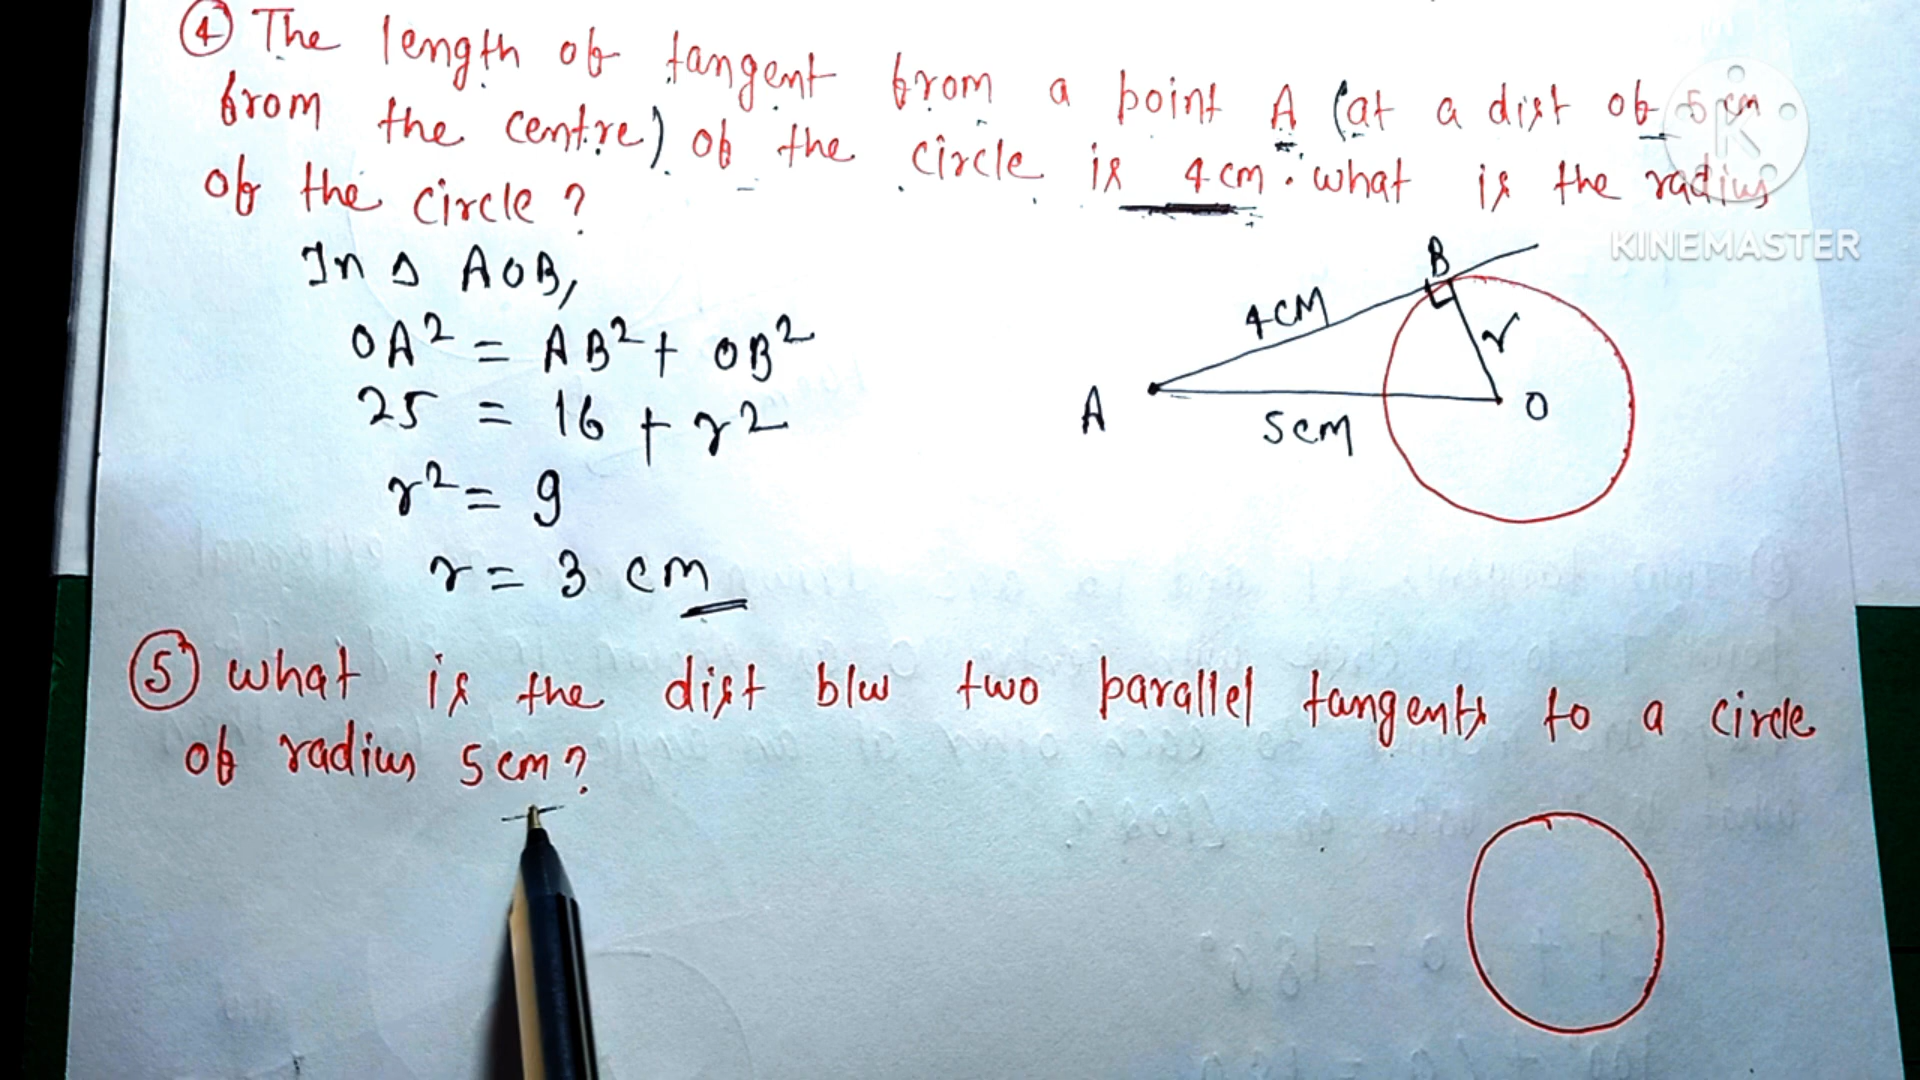 ④ The length of tangent from a point A (at a dist of 5 cm
from the centre) of the circle is 4cm. what is the radius
of the circle?
KINEMASTER
In Δ AOB,
OA² = AB² + OB²
25 = 16 + r²
r² = 9
r = 3 cm
B
4CM
r
A
5cm
O
⑤ what is the dist b/w two parallel tangents to a circle
of radius 5cm?